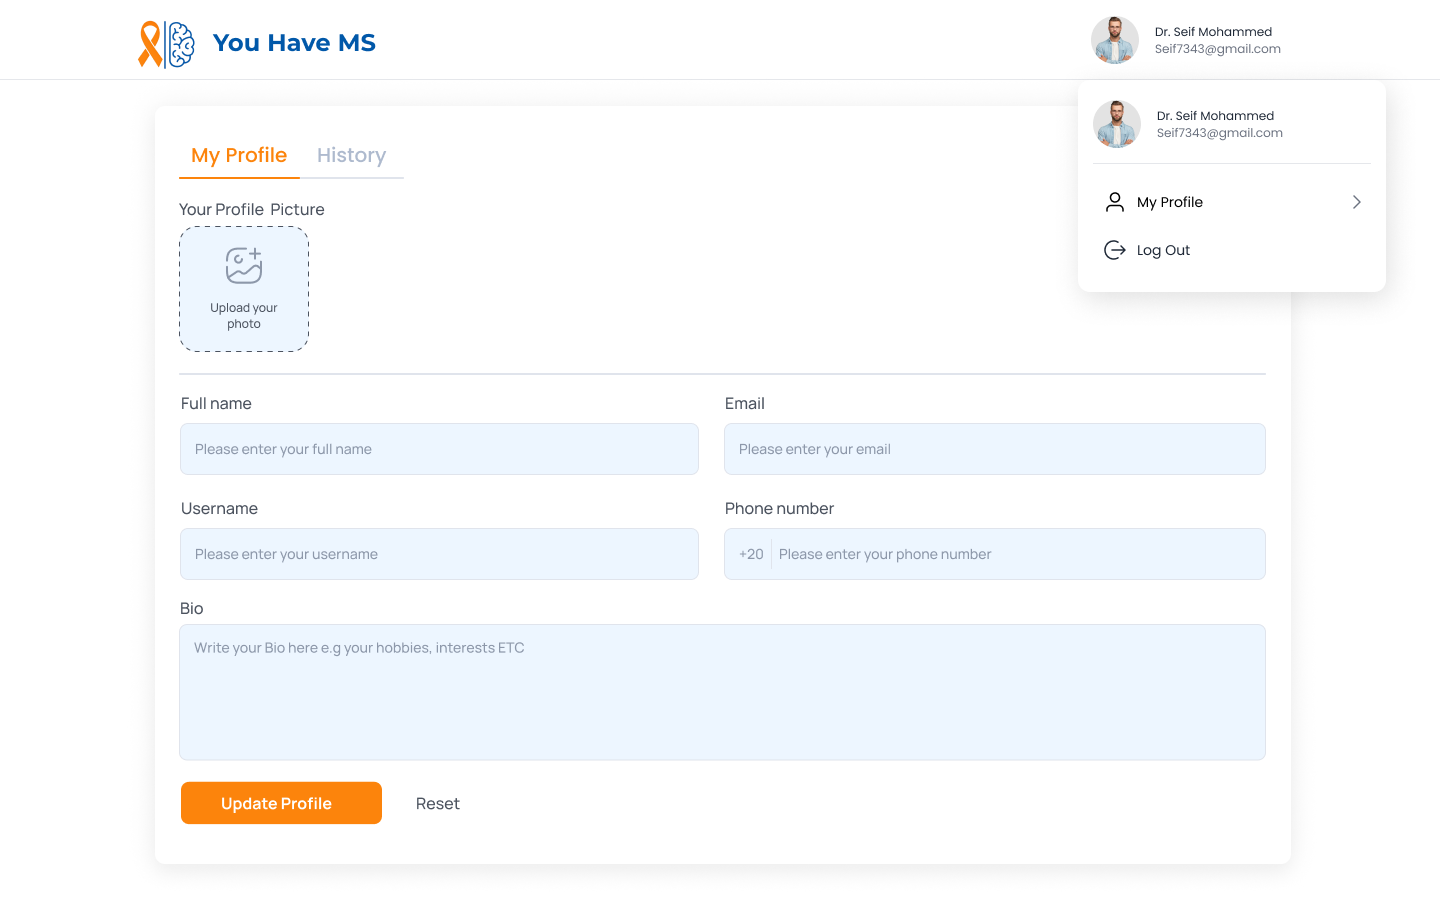 You Have MS
Dr. Seif Mohammed
Seif7343@gmail.com
Dr. Seif Mohammed
Seif7343@gmail.com
My Profile
Log Out
My Profile
History
Your Profile Picture
Upload your
photo
Full name
Email
Please enter your full name
Please enter your email
Username
Phone number
Please enter your username
+20
Please enter your phone number
Bio
Write your Bio here e.g your hobbies, interests ETC
Update Profile
Reset